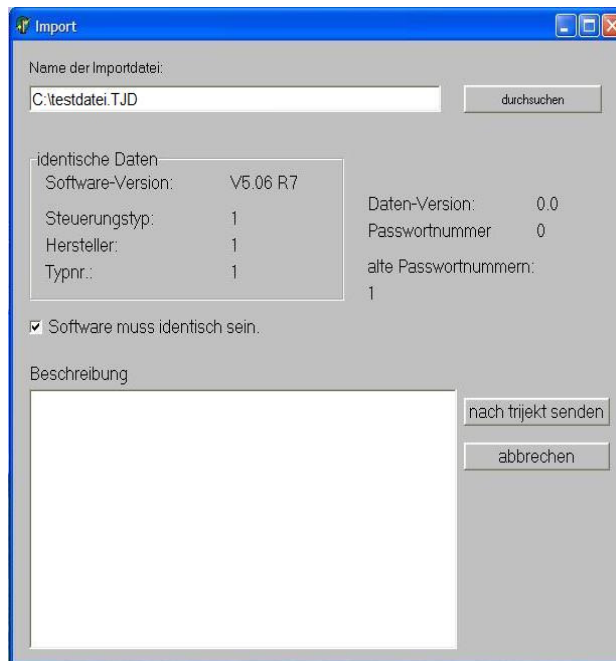 Import
Name der Importdatei:
C:\testdatei.TJD
durchsuchen
identische Daten
Software-Version: V5.06 R7
Steuerungstyp: 1
Hersteller: 1
Typnr.: 1
Daten-Version: 0.0
Passwortnummer 0
alte Passwortnummern:
1
Software muss identisch sein.
Beschreibung
nach trijekt senden
abbrechen